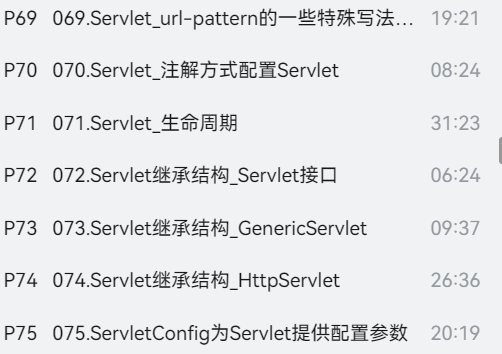 P69 069.Servlet_url-pattern的一些特殊写法... 19:21
P70 070.Servlet_注解方式配置Servlet 08:24
P71 071.Servlet_生命周期 31:23
P72 072.Servlet继承结构_Servlet接口 06:24
P73 073.Servlet继承结构_GenericServlet 09:37
P74 074.Servlet继承结构_HttpServlet 26:36
P75 075.ServletConfig为Servlet提供配置参数 20:19